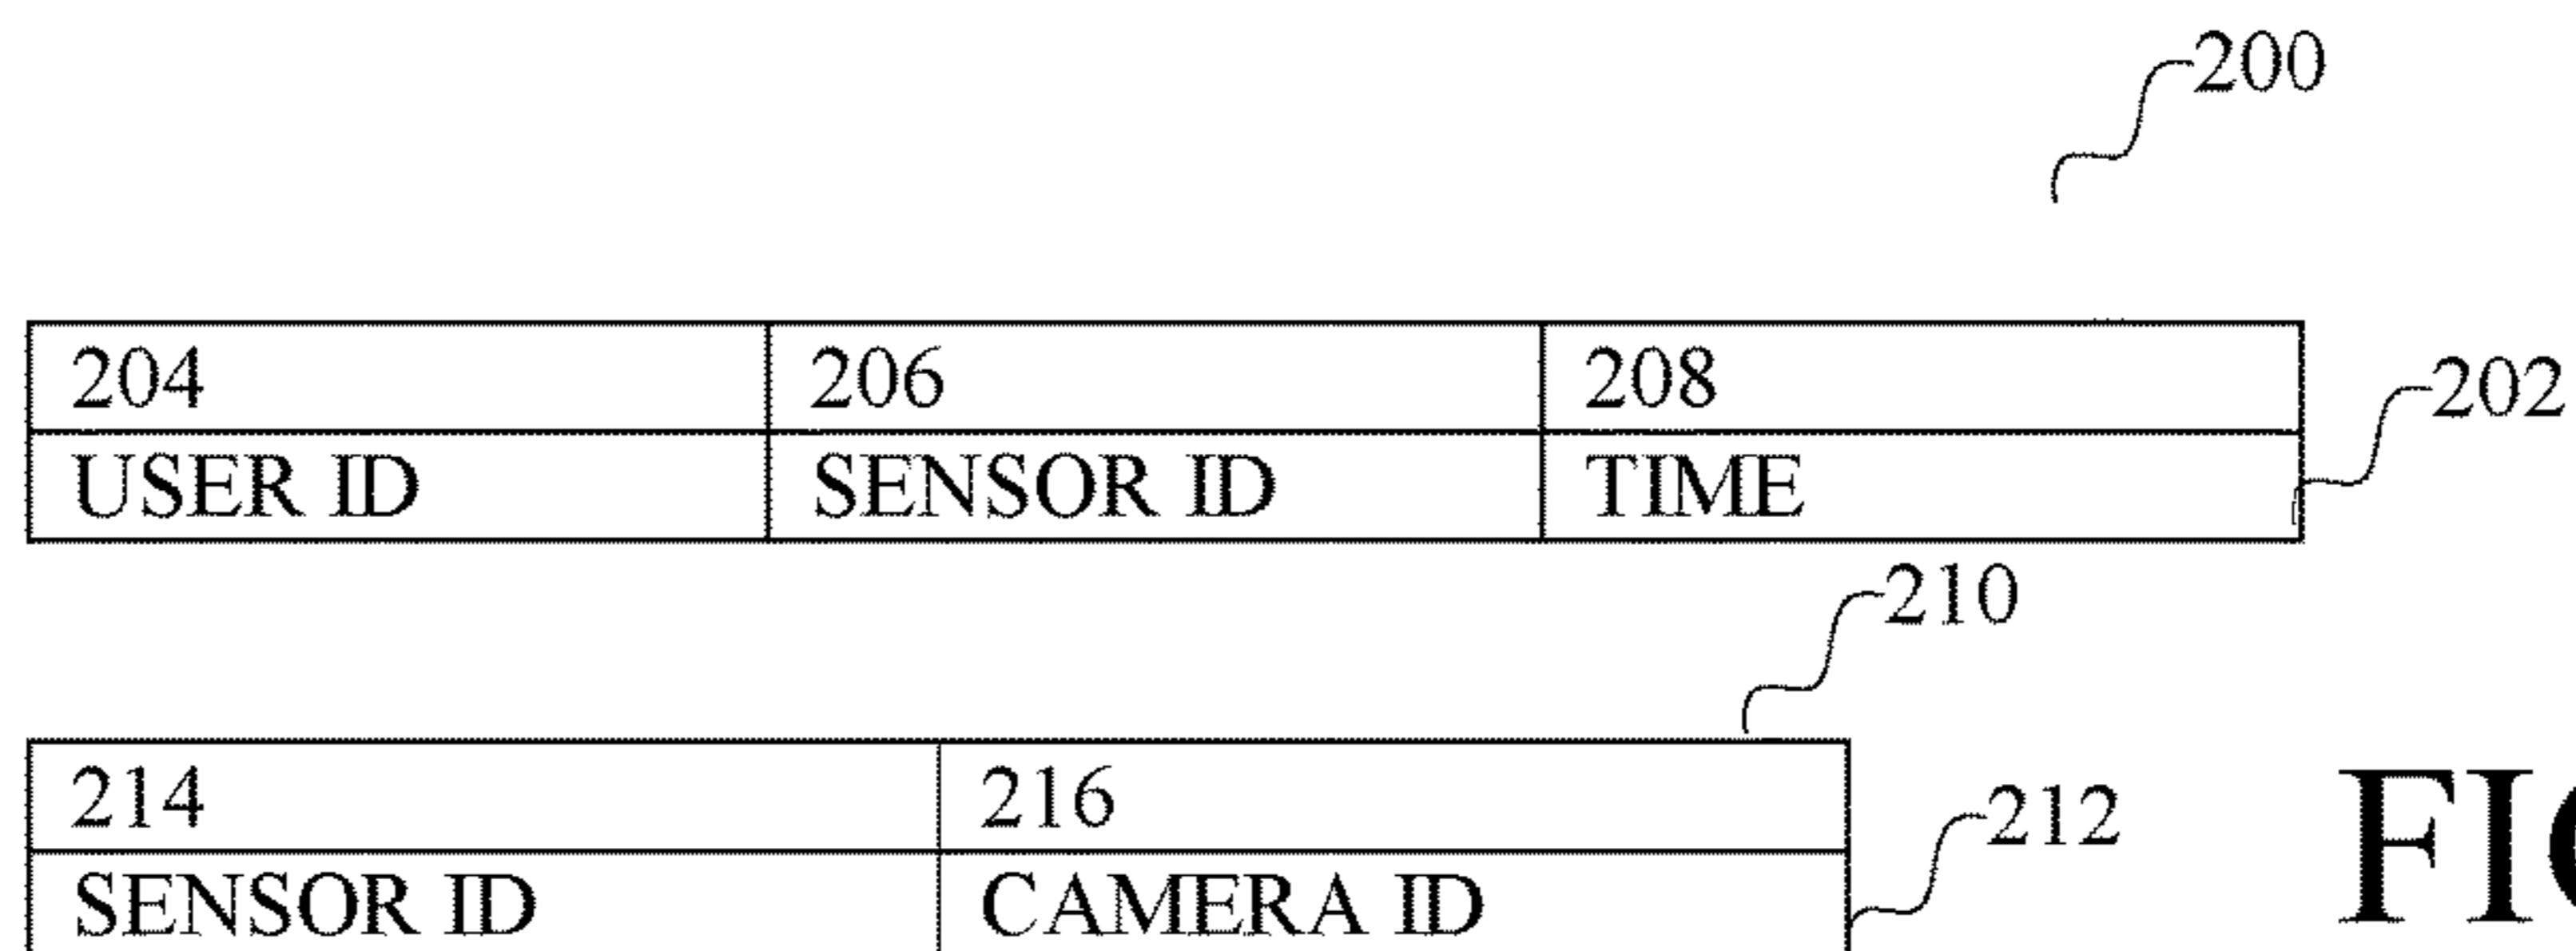 200
204 206 208
202
USER ID SENSOR ID TIME
210
214 216
212
SENSOR ID CAMERA ID